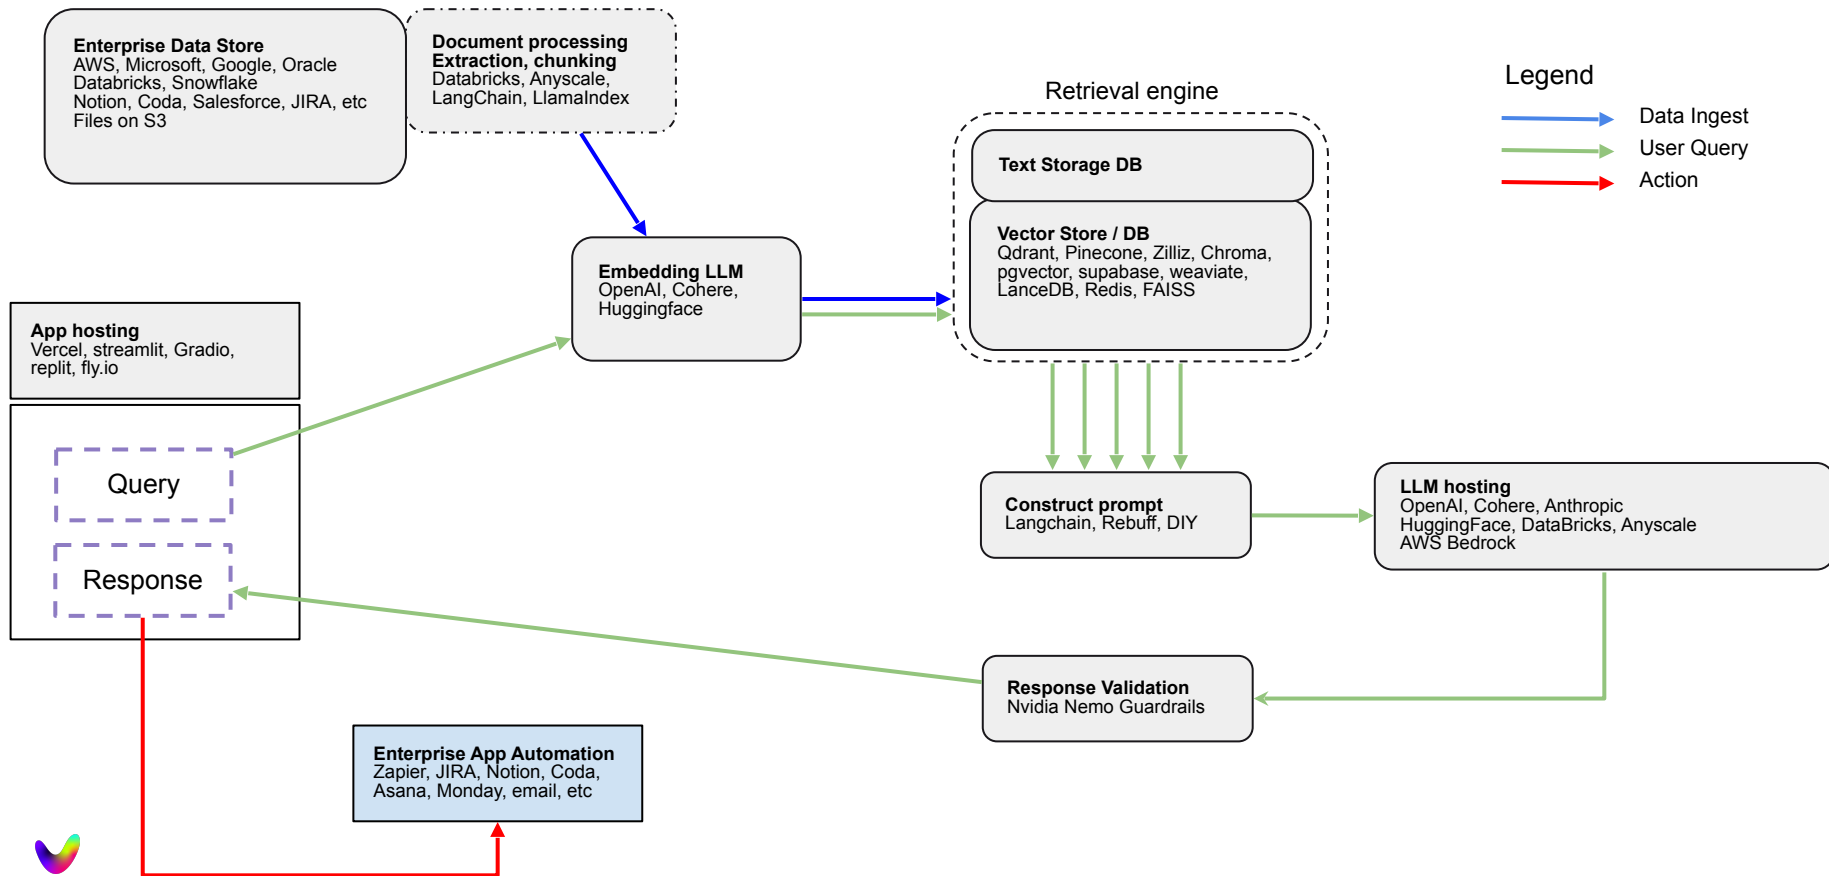 Enterprise Data Store
AWS, Microsoft, Google, Oracle
Databricks, Snowflake
Notion, Coda, Salesforce, JIRA, etc
Files on S3
Document processing
Extraction, chunking
Databricks, Anyscale,
LangChain, LlamaIndex
Retrieval engine
Text Storage DB
Vector Store / DB
Qdrant, Pinecone, Zilliz, Chroma,
pgvector, supabase, weaviate,
LanceDB, Redis, FAISS
Legend
Data Ingest
User Query
Action
Embedding LLM
OpenAI, Cohere,
Huggingface
App hosting
Vercel, streamlit, Gradio,
replit, fly.io
Query
Response
Construct prompt
Langchain, Rebuff, DIY
LLM hosting
OpenAI, Cohere, Anthropic
HuggingFace, DataBricks, Anyscale
AWS Bedrock
Response Validation
Nvidia Nemo Guardrails
Enterprise App Automation
Zapier, JIRA, Notion, Coda,
Asana, Monday, email, etc